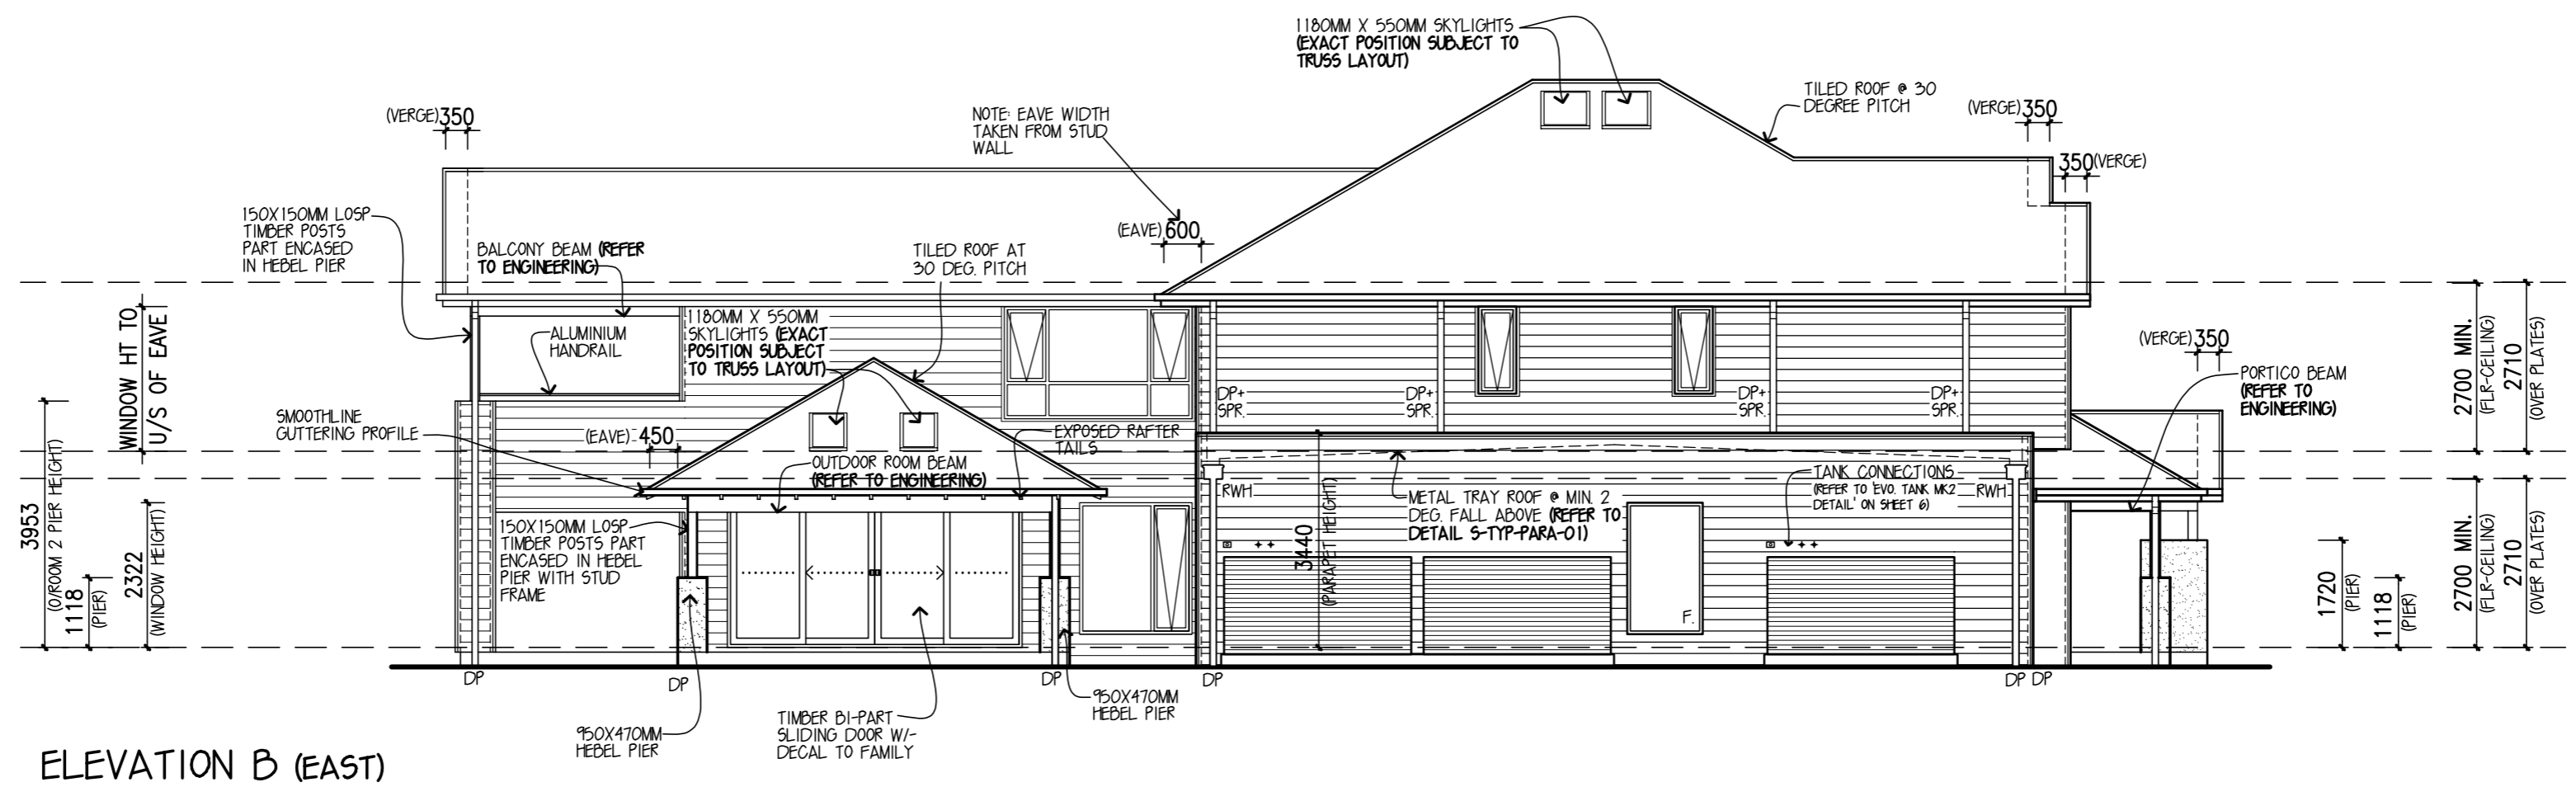 1180MM X 550MM SKYLIGHTS
(EXACT POSITION SUBJECT TO
TRUSS LAYOUT)
TILED ROOF @ 30
DEGREE PITCH
(VERGE) 350
NOTE: EAVE WIDTH
TAKEN FROM STUD
WALL
(VERGE) 350
350 (VERGE)
150X150MM LOSP
TIMBER POSTS
PART ENCASED
IN HEBEL PIER
BALCONY BEAM (REFER
TO ENGINEERING)
TILED ROOF AT
30 DEG. PITCH
(EAVE) 600
WINDOW HT TO
U/S OF EAVE
ALUMINIUM
HANDRAIL
1180MM X 550MM
SKYLIGHTS (EXACT
POSITION SUBJECT
TO TRUSS LAYOUT)
(VERGE) 350
PORTICO BEAM
(REFER TO
ENGINEERING)
2700 MIN.
(FLR-CEILING)
2710
(OVER PLATES)
DP+
SPR.
DP+
SPR.
DP+
SPR.
DP+
SPR.
SMOOTHLINE
GUTTERING PROFILE
(EAVE) 450
EXPOSED RAFTER
TAILS
OUTDOOR ROOM BEAM
(REFER TO ENGINEERING)
RWH
METAL TRAY ROOF @ MIN. 2
DEG. FALL ABOVE (REFER TO
DETAIL S-TYP-PARA-01)
TANK CONNECTIONS
(REFER TO 'EVO. TANK MK2
DETAIL' ON SHEET 6)
RWH
3953
(O/ROOM 2 PIER HEIGHT)
1118
(PIER)
2322
(WINDOW HEIGHT)
150X150MM LOSP
TIMBER POSTS PART
ENCASED IN HEBEL
PIER WITH STUD
FRAME
3440
(PARAPET HEIGHT)
F.
1720
(PIER)
1118
(PIER)
2700 MIN.
(FLR-CEILING)
2710
(OVER PLATES)
DP
DP
DP
DP
DP DP
950X470MM
HEBEL PIER
TIMBER BI-PART
SLIDING DOOR W/-
DECAL TO FAMILY
950X470MM
HEBEL PIER
ELEVATION B (EAST)